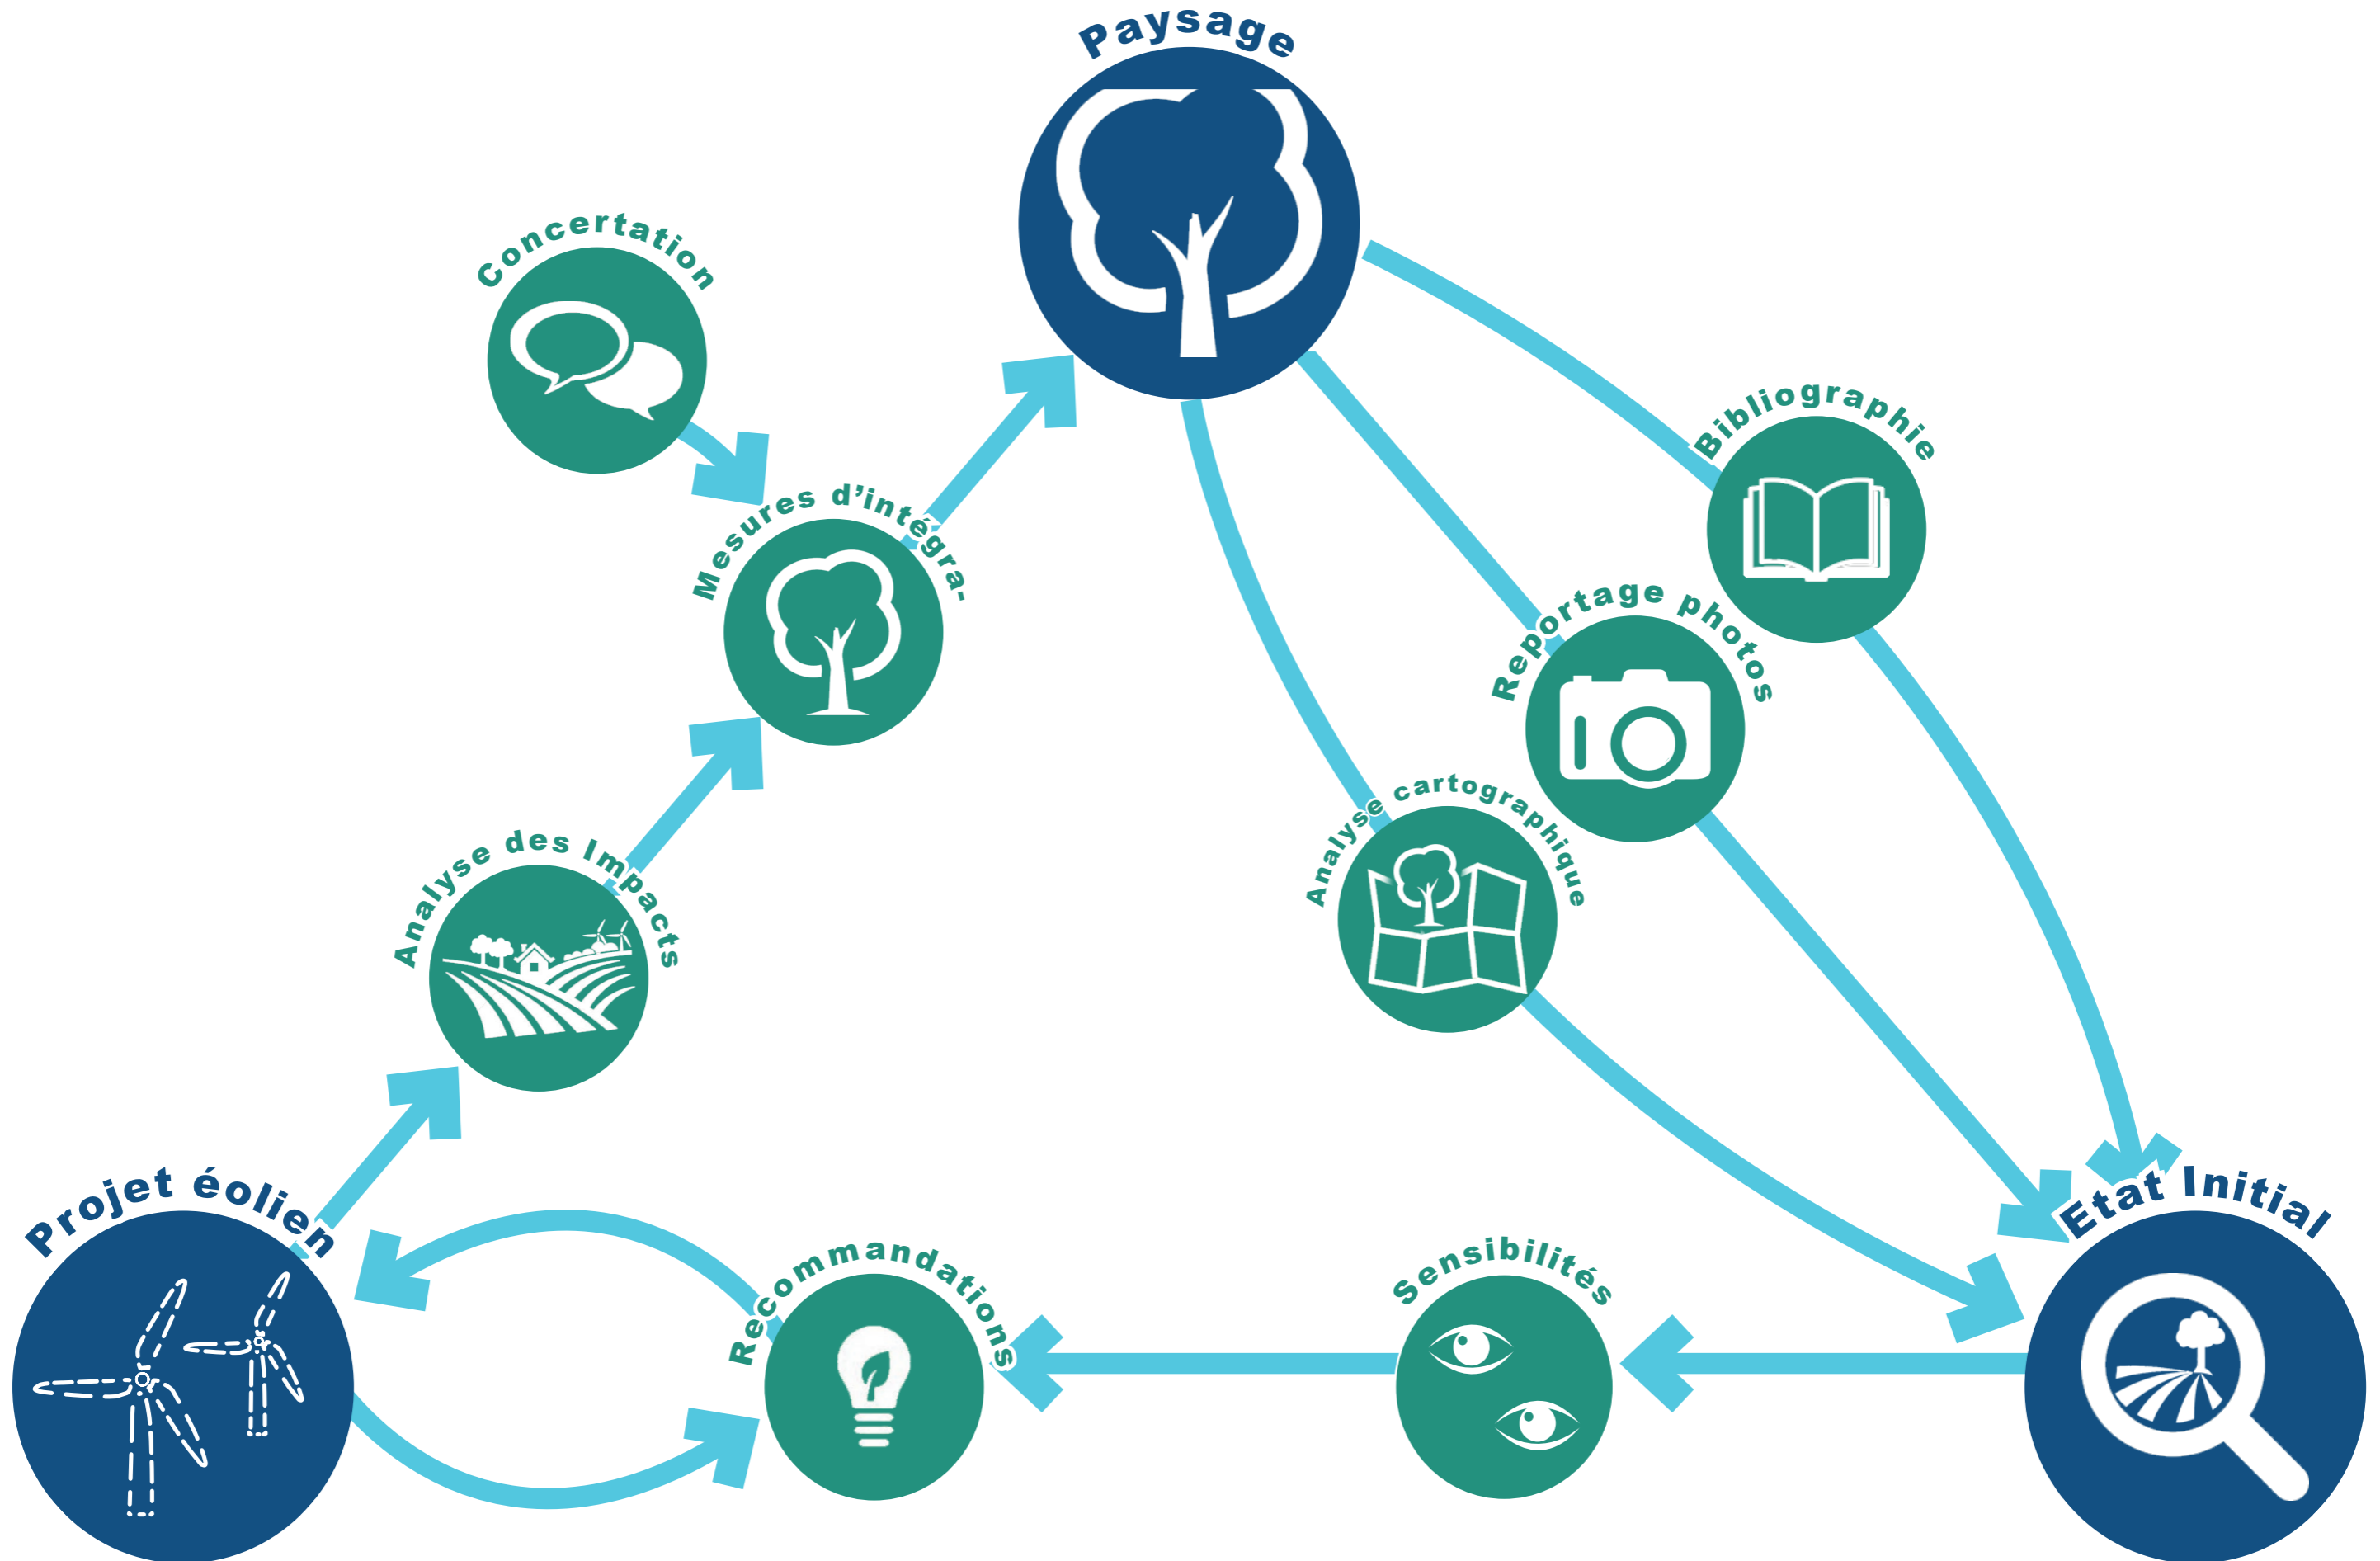 Paysage
Concertation
Bibliographie
Mesures d'intégra-
Reportage photos
Analyse cartographique
Analyse des Impacts
Projet éolien
Etat Initial
Recommandations
Sensibilités